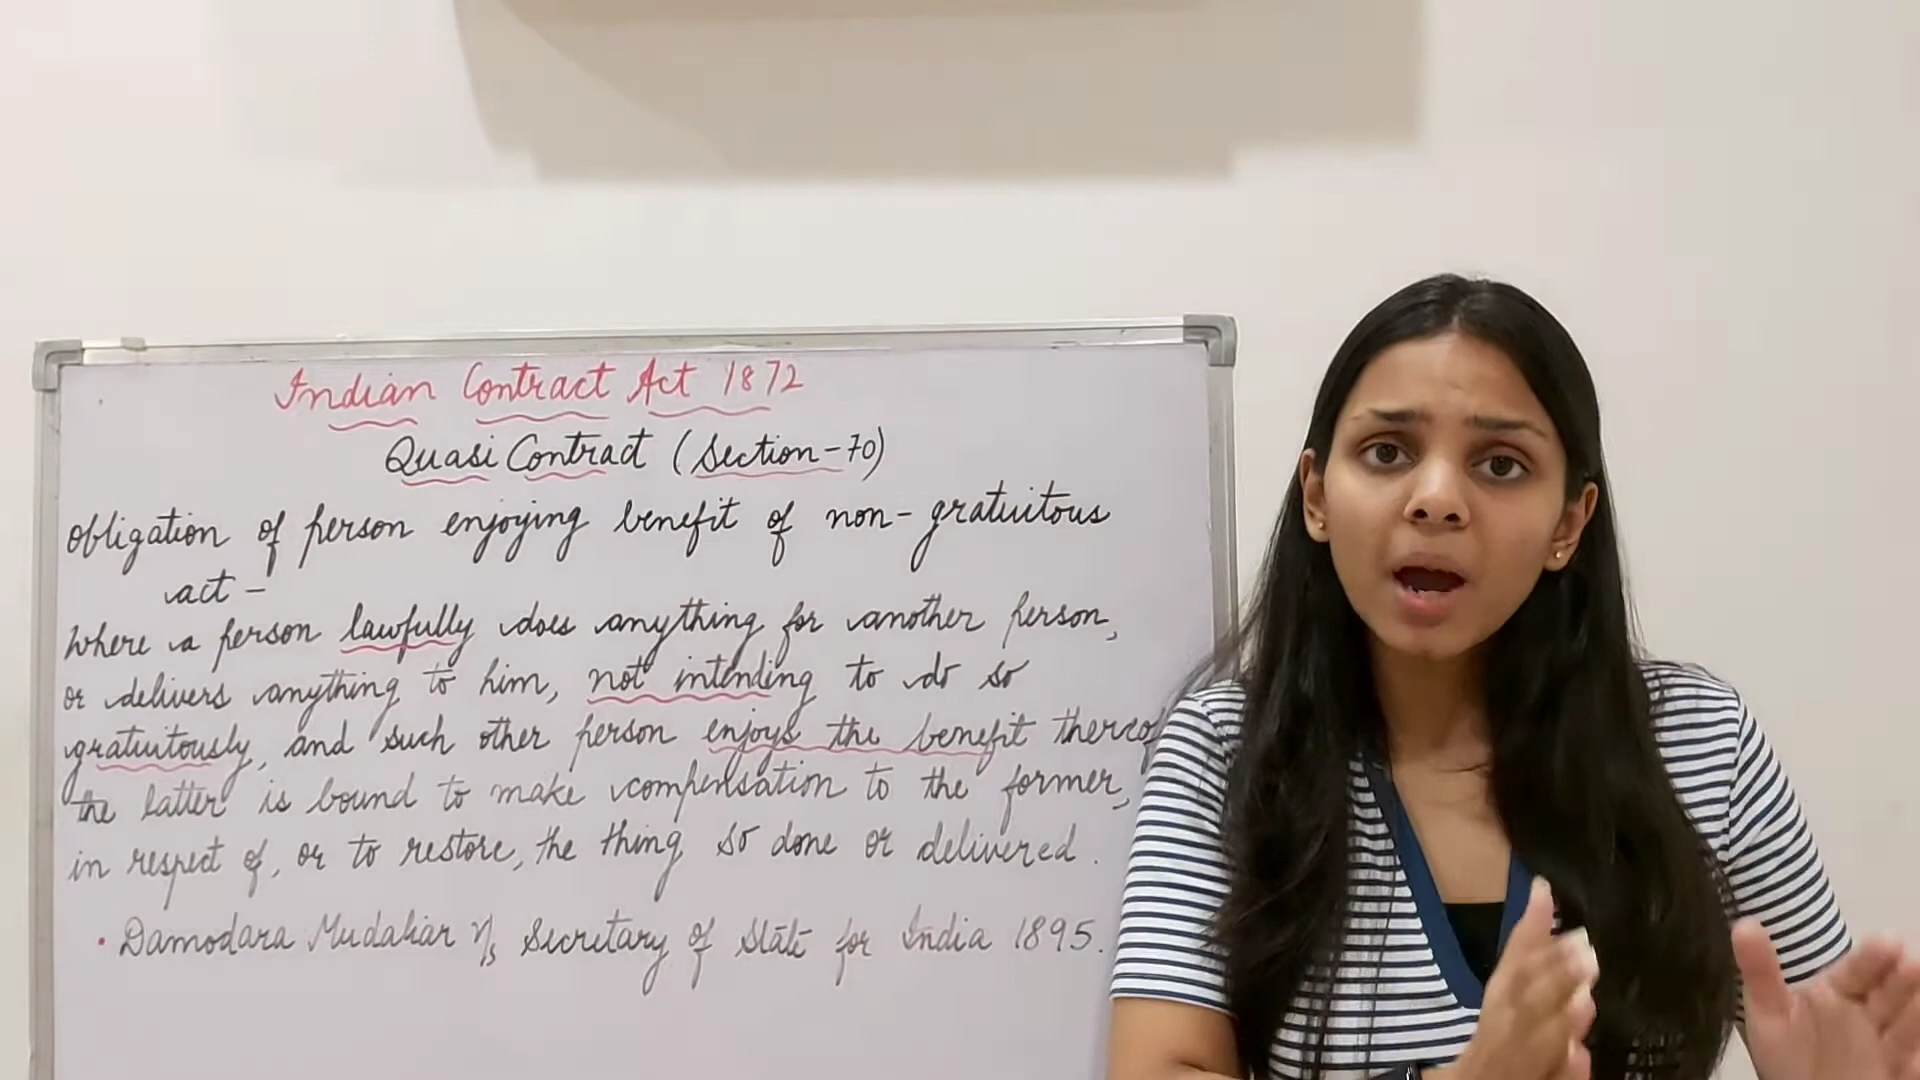 Indian Contract Act 1872
Quasi Contract (Section-70)
obligation of person enjoying benefit of non-gratuitous
act -
Where a person lawfully does anything for another person,
or delivers anything to him, not intending to do so
gratuitously, and such other person enjoys the benefit thereof
the latter is bound to make compensation to the former,
in respect of, or to restore, the thing so done or delivered.
• Damodara Mudaliar v/s Secretary of State for India 1895.